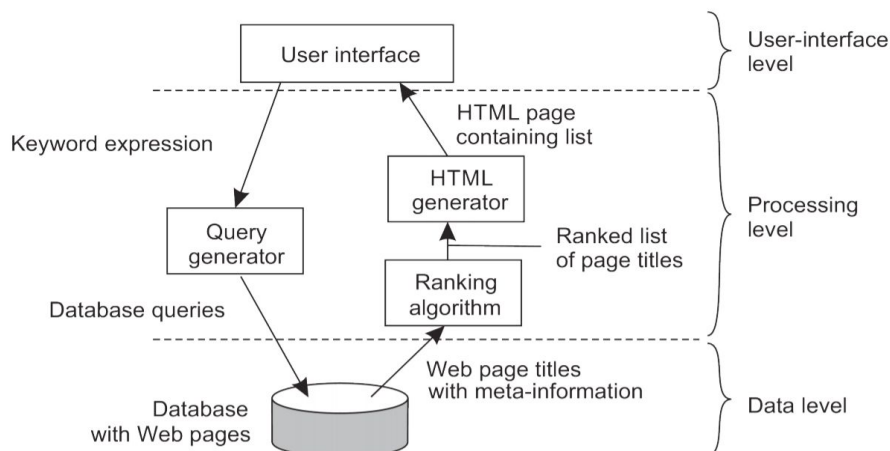 User interface
User-interface
level
Keyword expression
HTML page
containing list
HTML
generator
Query
generator
Ranked list
of page titles
Processing
level
Ranking
algorithm
Database queries
Web page titles
with meta-information
Database
with Web pages
Data level